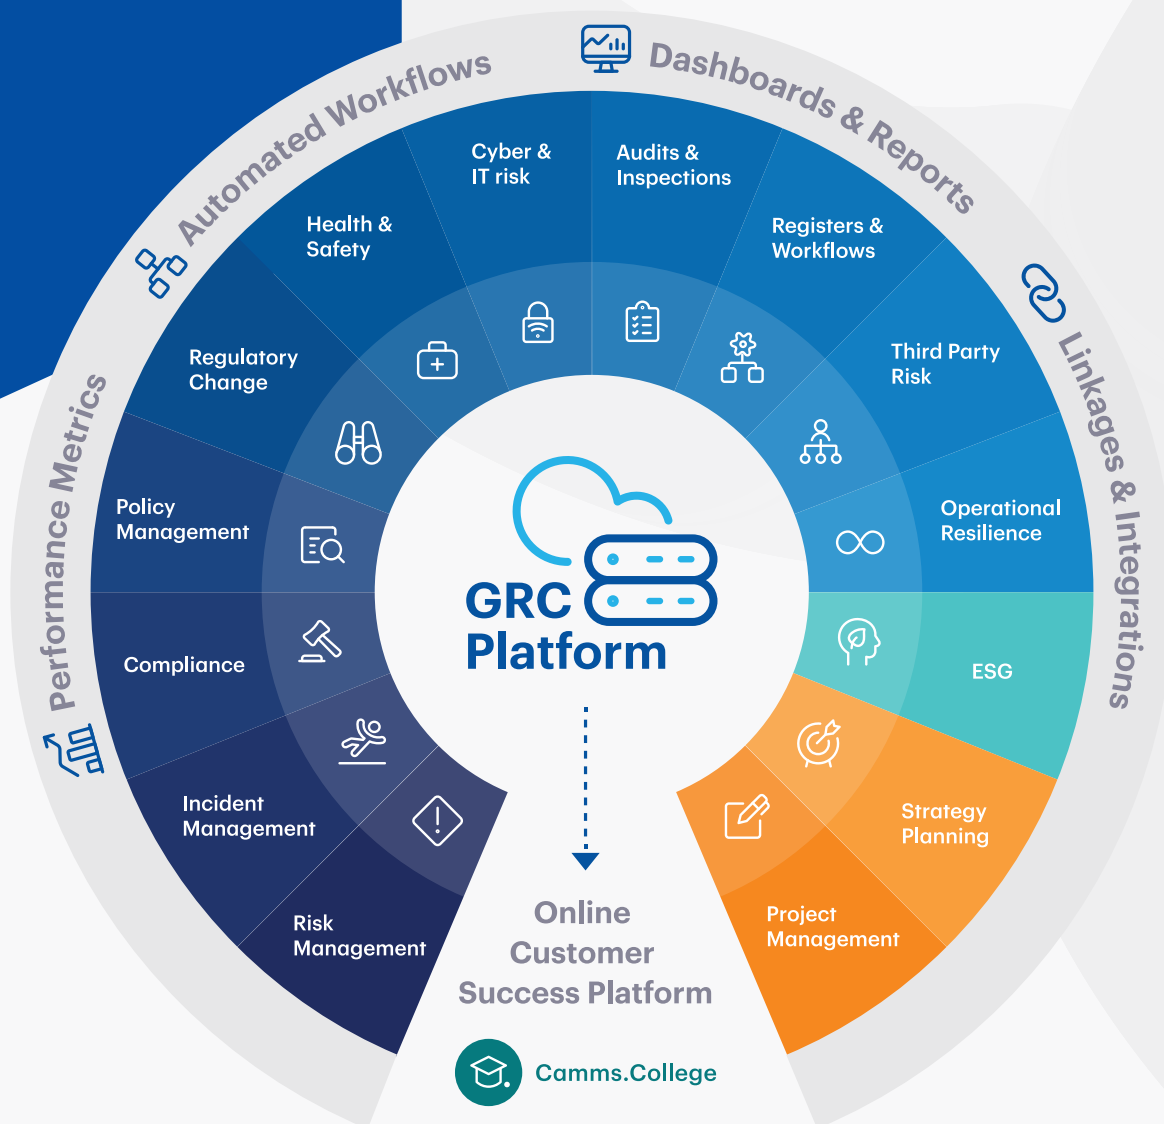 Automated Workflows
Dashboards & Reports
Linkages & Integrations
Performance Metrics
Cyber &
IT risk
Audits &
Inspections
Health &
Safety
Registers &
Workflows
Regulatory
Change
Third Party
Risk
Policy
Management
Operational
Resilience
Compliance
ESG
Incident
Management
Strategy
Planning
Risk
Management
Project
Management
GRC
Platform
Online
Customer
Success Platform
Camms.College